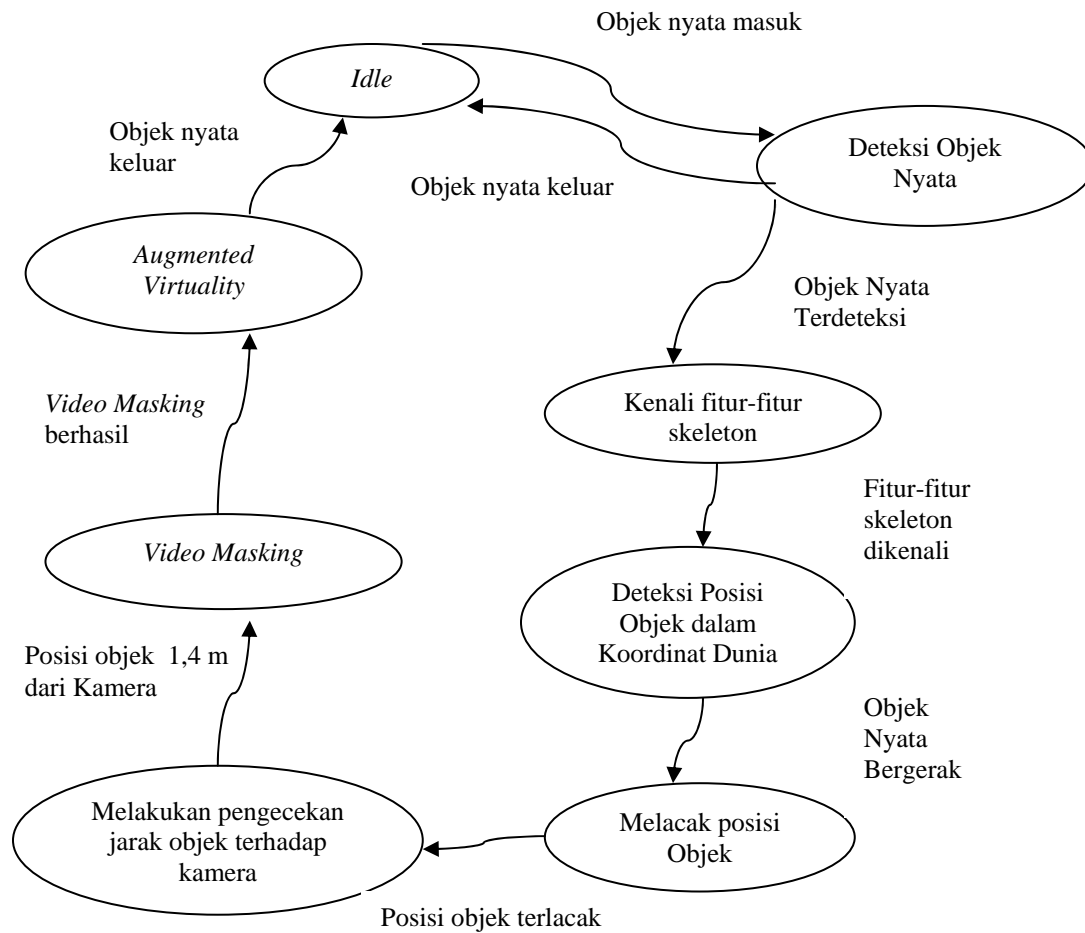 Objek nyata masuk
Idle
Objek nyata
keluar
Deteksi Objek
Nyata
Objek nyata keluar
Augmented
Virtuality
Objek Nyata
Terdeteksi
Kenali fitur-fitur
skeleton
Video Masking
berhasil
Fitur-fitur
skeleton
dikenali
Video Masking
Deteksi Posisi
Objek dalam
Koordinat Dunia
Posisi objek 1,4 m
dari Kamera
Objek
Nyata
Bergerak
Melakukan pengecekan
jarak objek terhadap
kamera
Melacak posisi
Objek
Posisi objek terlacak